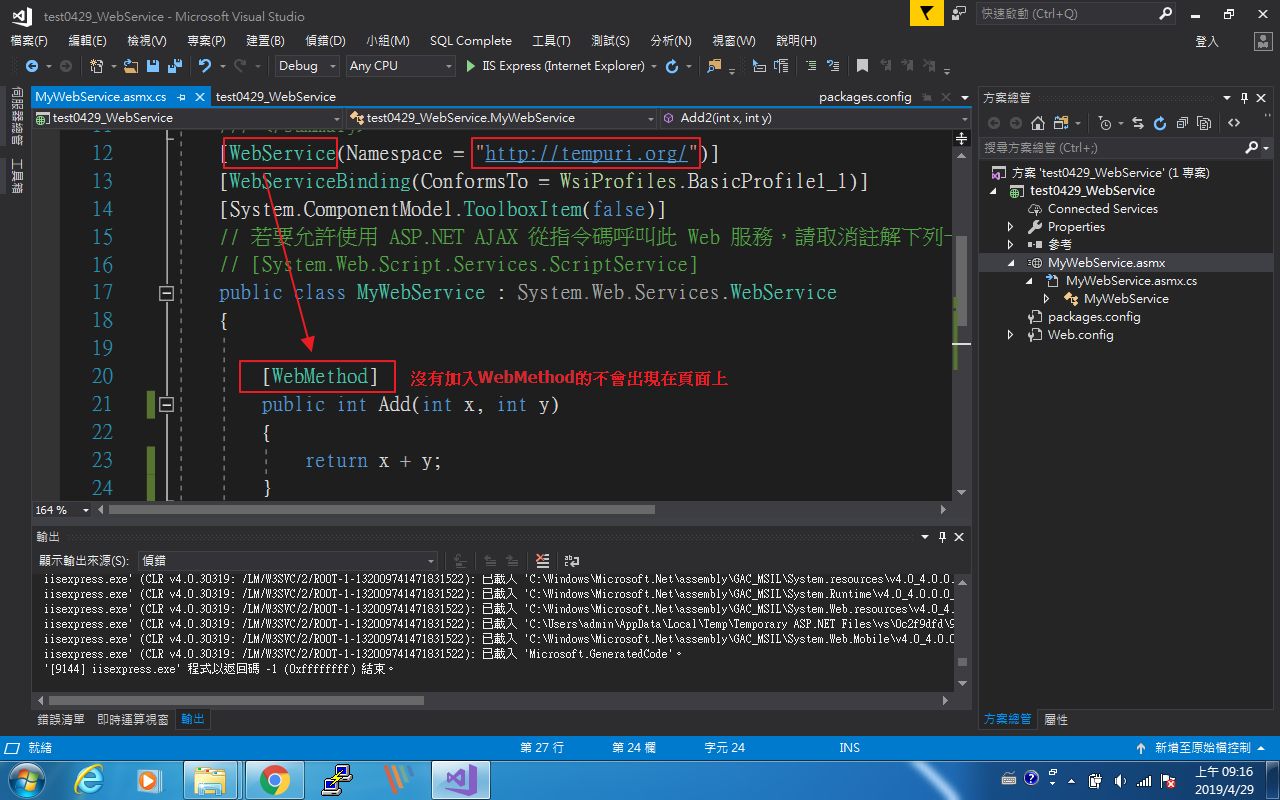 test0429_WebService - Microsoft Visual Studio
快速啟動 (Ctrl+Q)
檔案(F) 編輯(E) 檢視(V) 專案(P) 建置(B) 偵錯(D) 小組(M) SQL Complete 工具(T) 測試(S) 分析(N) 視窗(W) 說明(H)
登入
Debug Any CPU IIS Express (Internet Explorer)
伺服器總管
工具箱
MyWebService.asmx.cs test0429_WebService packages.config
test0429_WebService test0429_WebService.MyWebService Add2(int x, int y)
12 [WebService(Namespace = "http://tempuri.org/")]
13 [WebServiceBinding(ConformsTo = WsiProfiles.BasicProfile1_1)]
14 [System.ComponentModel.ToolboxItem(false)]
15 // 若要允許使用 ASP.NET AJAX 從指令碼呼叫此 Web 服務，請取消註解下列一
16 // [System.Web.Script.Services.ScriptService]
17 public class MyWebService : System.Web.Services.WebService
18 {
19
20 [WebMethod] 沒有加入WebMethod的不會出現在頁面上
21 public int Add(int x, int y)
22 {
23 return x + y;
24 }
164 %
輸出
顯示輸出來源(S): 偵錯
iisexpress.exe' (CLR v4.0.30319: /LM/W3SVC/2/ROOT-1-132009741471831522): 已載入 'C:\Windows\Microsoft.Net\assembly\GAC_MSIL\System.resources\v4.0_4.0.0.
iisexpress.exe' (CLR v4.0.30319: /LM/W3SVC/2/ROOT-1-132009741471831522): 已載入 'C:\Windows\Microsoft.Net\assembly\GAC_MSIL\System.Runtime\v4.0_4.0.0.0_
iisexpress.exe' (CLR v4.0.30319: /LM/W3SVC/2/ROOT-1-132009741471831522): 已載入 'C:\Windows\Microsoft.Net\assembly\GAC_MSIL\System.Web.resources\v4.0_4.
iisexpress.exe' (CLR v4.0.30319: /LM/W3SVC/2/ROOT-1-132009741471831522): 已載入 'C:\Users\admin\AppData\Local\Temp\Temporary ASP.NET Files\vs\0c2f9dfd\9
iisexpress.exe' (CLR v4.0.30319: /LM/W3SVC/2/ROOT-1-132009741471831522): 已載入 'C:\Windows\Microsoft.Net\assembly\GAC_MSIL\System.Web.Mobile\v4.0_4.0.0
iisexpress.exe' (CLR v4.0.30319: /LM/W3SVC/2/ROOT-1-132009741471831522): 已載入 'Microsoft.GeneratedCode'。
'[9144] iisexpress.exe' 程式以返回碼 -1 (0xffffffff) 結束。
錯誤清單 即時運算視窗 輸出
方案總管
搜尋方案總管 (Ctrl+;)
方案 'test0429_WebService' (1 專案)
test0429_WebService
Connected Services
Properties
參考
MyWebService.asmx
MyWebService.asmx.cs
MyWebService
packages.config
Web.config
方案總管 屬性
就緒 第 27 行 第 24 欄 字元 24 INS 新增至原始檔控制
上午 09:16
2019/4/29